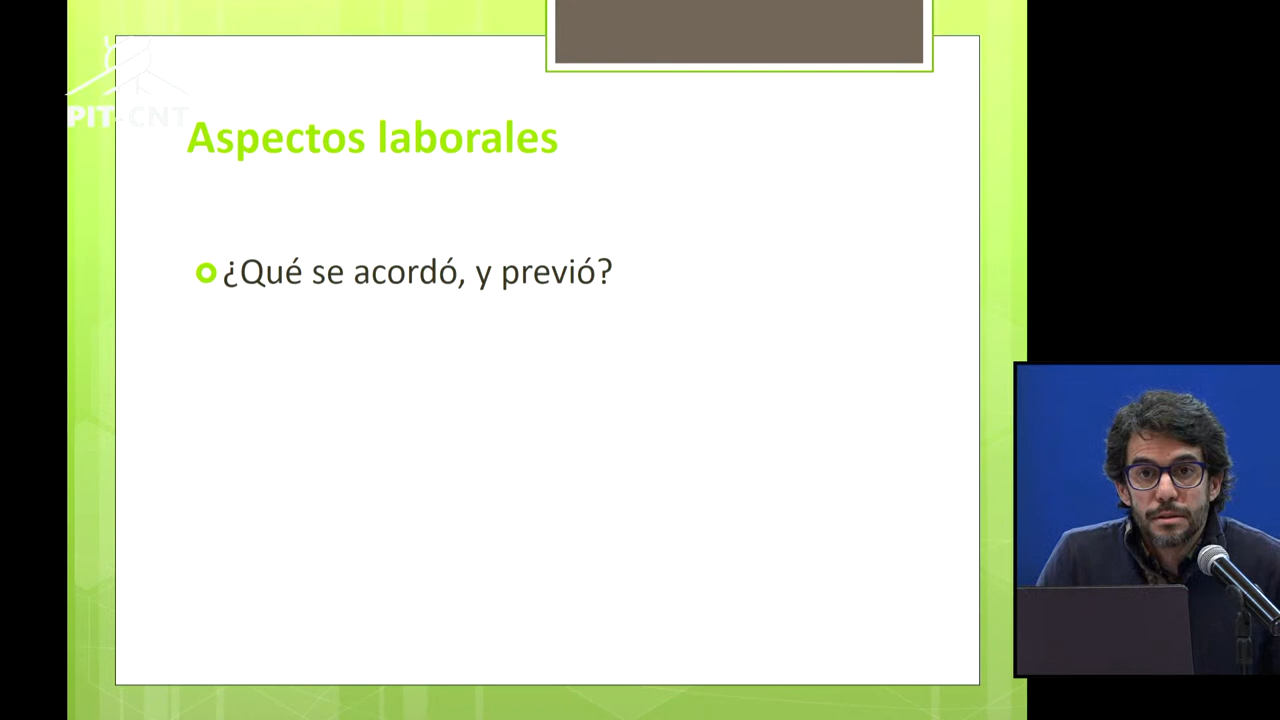 PIT-CNT
Aspectos laborales
¿Qué se acordó, y previó?